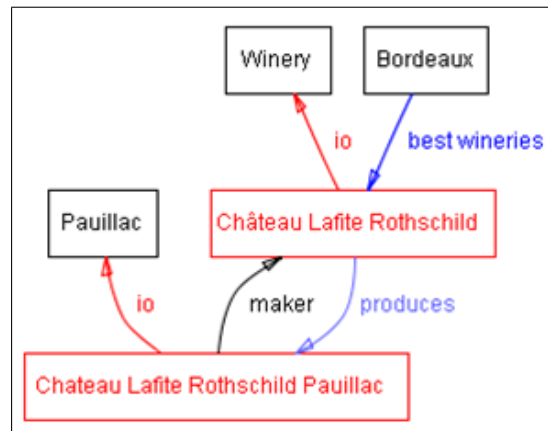 Winery
Bordeaux
io
best wineries
Pauillac
Château Lafite Rothschild
io
maker
produces
Chateau Lafite Rothschild Pauillac